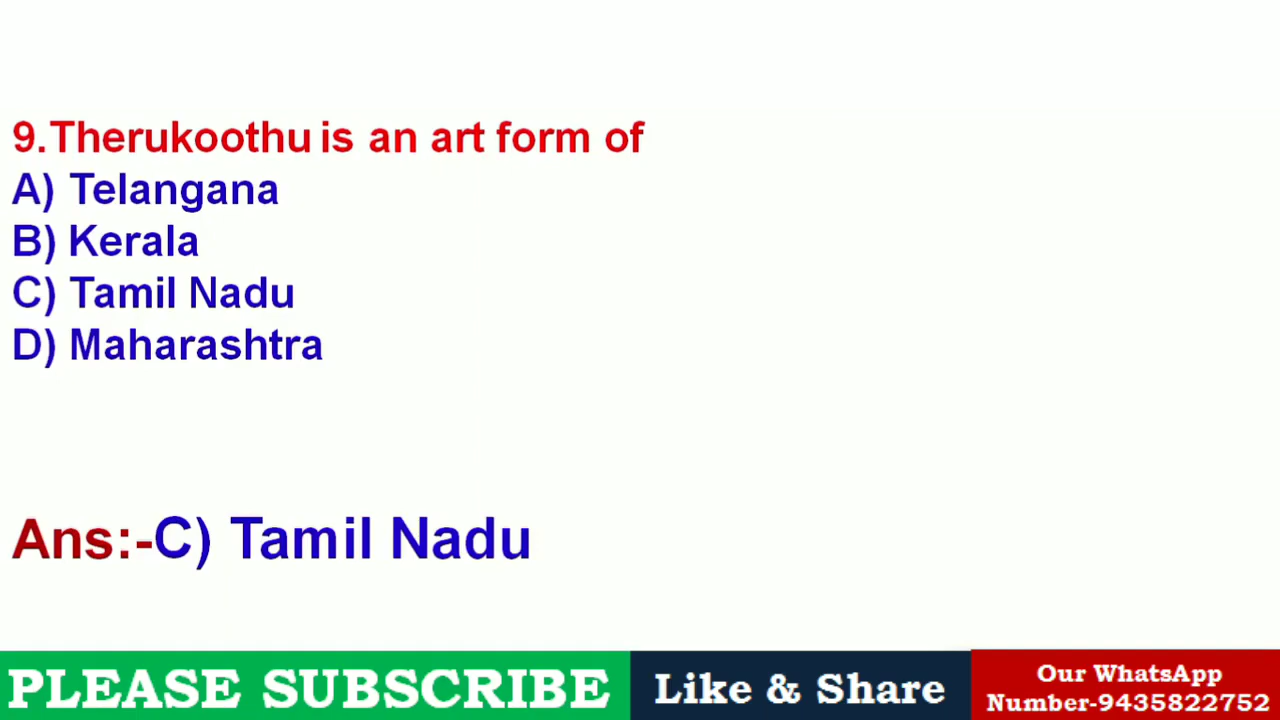 9.Therukoothu is an art form of
A) Telangana
B) Kerala
C) Tamil Nadu
D) Maharashtra
Ans:-C) Tamil Nadu
PLEASE SUBSCRIBE
Like & Share
Our WhatsApp
Number-9435822752